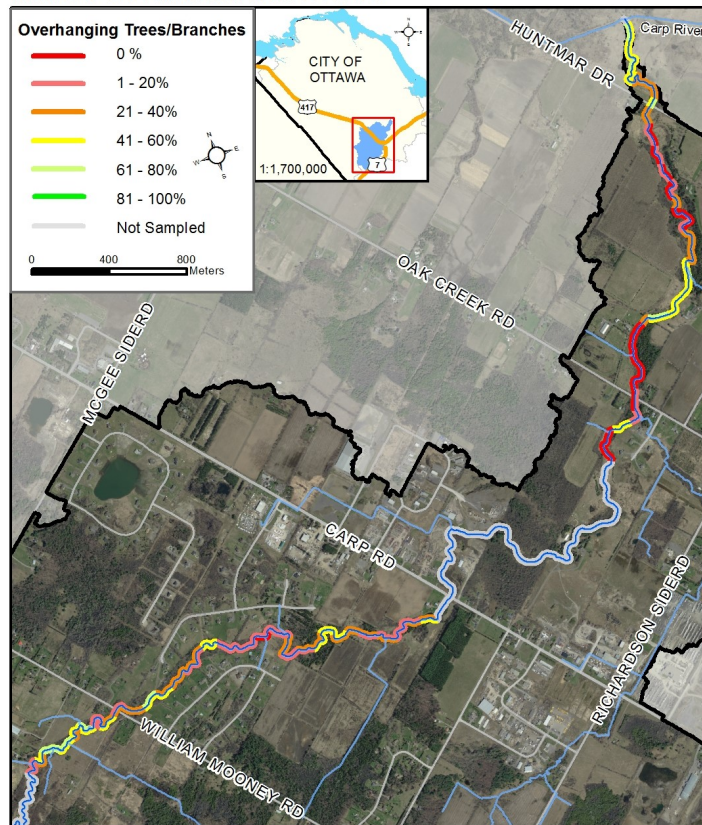 Overhanging Trees/Branches
0 %
1 - 20%
21 - 40%
41 - 60%
61 - 80%
81 - 100%
Not Sampled
N
W E
S
0 400 800
Meters
N
W E
S
CITY OF
OTTAWA
417
7
1:1,700,000
Carp River
HUNTMAR DR
OAK CREEK RD
MCGEE SIDERD
CARP RD
RICHARDSON SIDERD
WILLIAM MOONEY RD